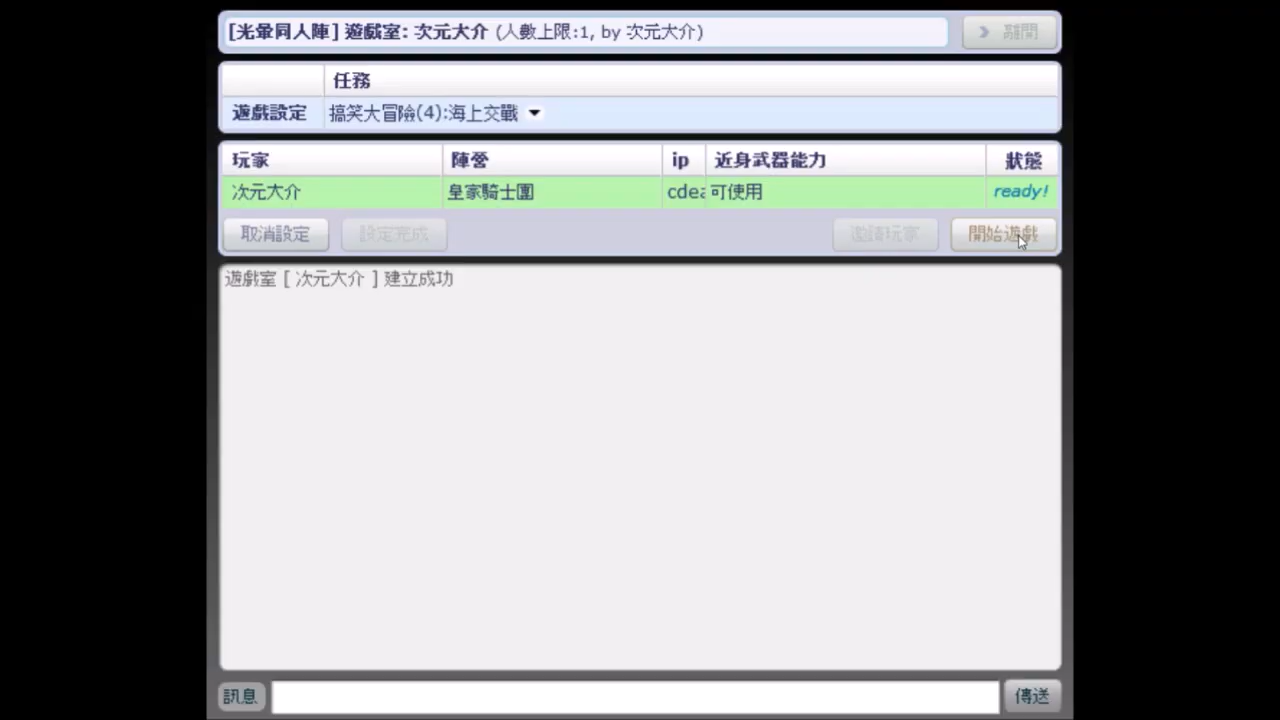 [光暈同人陣] 遊戲室: 次元大介 (人數上限:1, by 次元大介)
離開
任務
遊戲設定 搞笑大冒險(4):海上交戰
玩家 陣營 ip 近身武器能力 狀態
次元大介 皇家騎士團 cdea 可使用 ready!
取消設定 設定完成 邀請玩家 開始遊戲
遊戲室 [ 次元大介 ] 建立成功
訊息 傳送